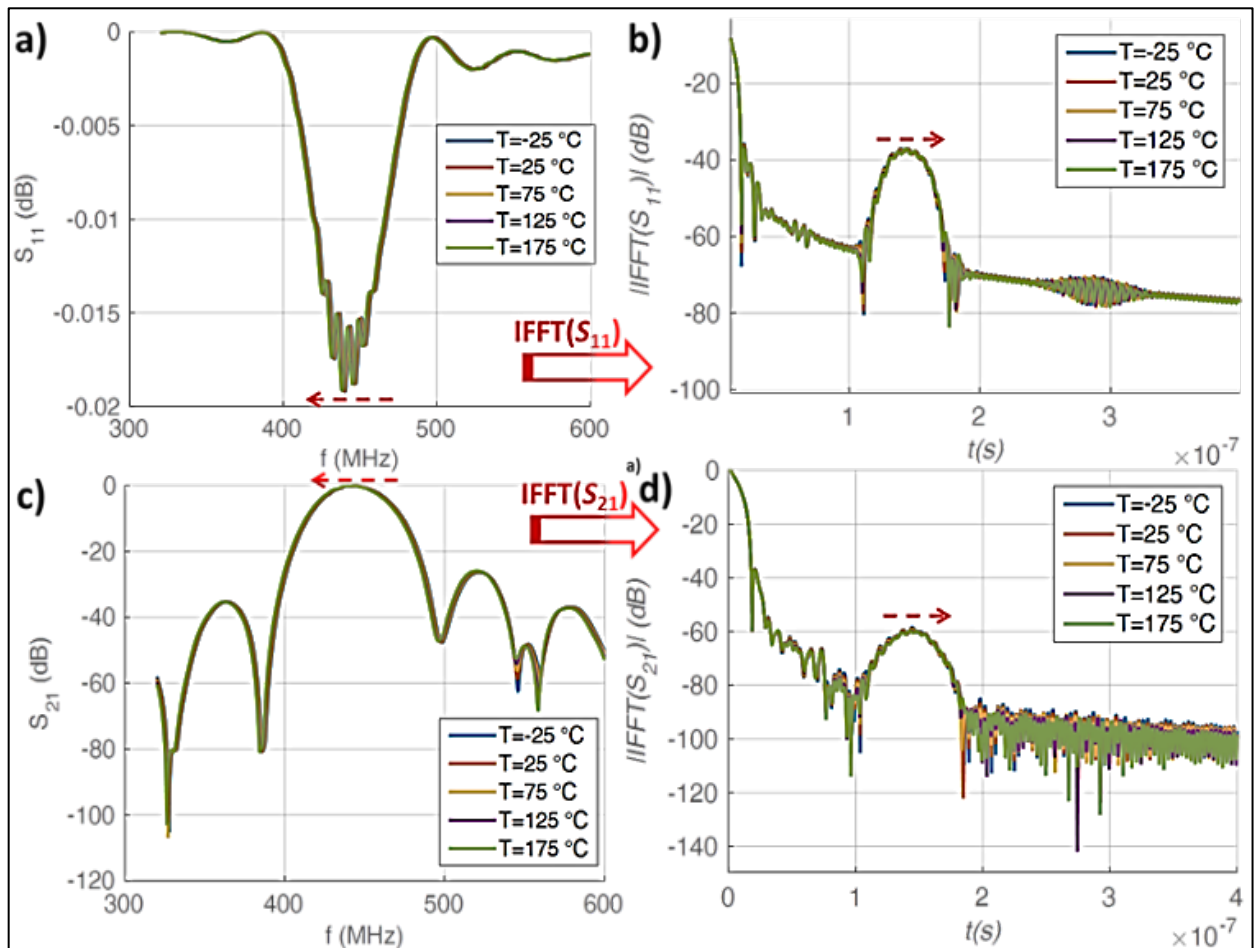 a)
0
-0.005
-0.01
-0.015
-0.02
S11 (dB)
300
400
500
600
f (MHz)
T=-25 °C
T=25 °C
T=75 °C
T=125 °C
T=175 °C
IFFT(S11)
b)
-20
-40
-60
-80
-100
|IFFT(S11)| (dB)
1
2
3
t(s)
×10-7
T=-25 °C
T=25 °C
T=75 °C
T=125 °C
T=175 °C
c)
0
-20
-40
-60
-80
-100
-120
S21 (dB)
300
400
500
600
f (MHz)
T=-25 °C
T=25 °C
T=75 °C
T=125 °C
T=175 °C
a)
IFFT(S21)
d)
0
-20
-40
-60
-80
-100
-120
-140
|IFFT(S21)| (dB)
0
1
2
3
4
t(s)
×10-7
T=-25 °C
T=25 °C
T=75 °C
T=125 °C
T=175 °C